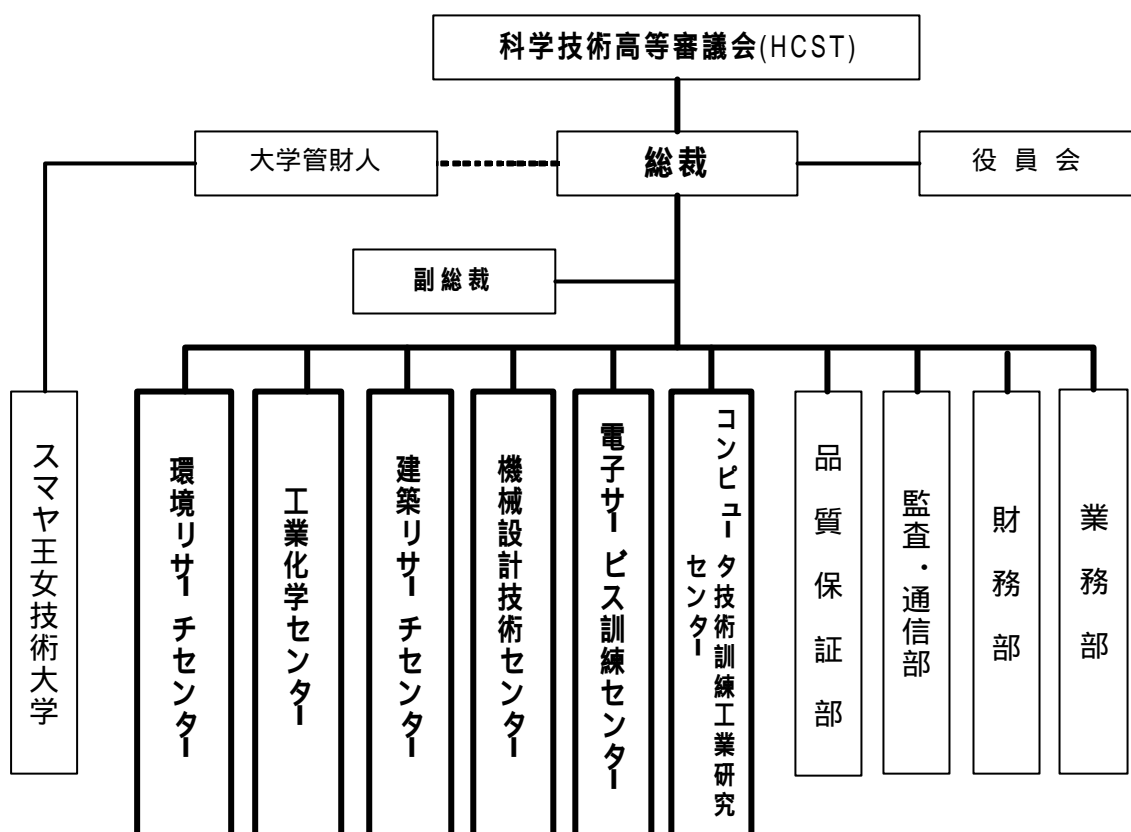 科学技術高等審議会(HCST)
大学管財人
総裁
役員会
副総裁
スマヤ王女技術大学
環境リサーチセンター
工業化学センター
建築リサーチセンター
機械設計技術センター
電子サービス訓練センター
コンピュータ技術訓練工業研究
センター
品質保証部
監査・通信部
財務部
業務部